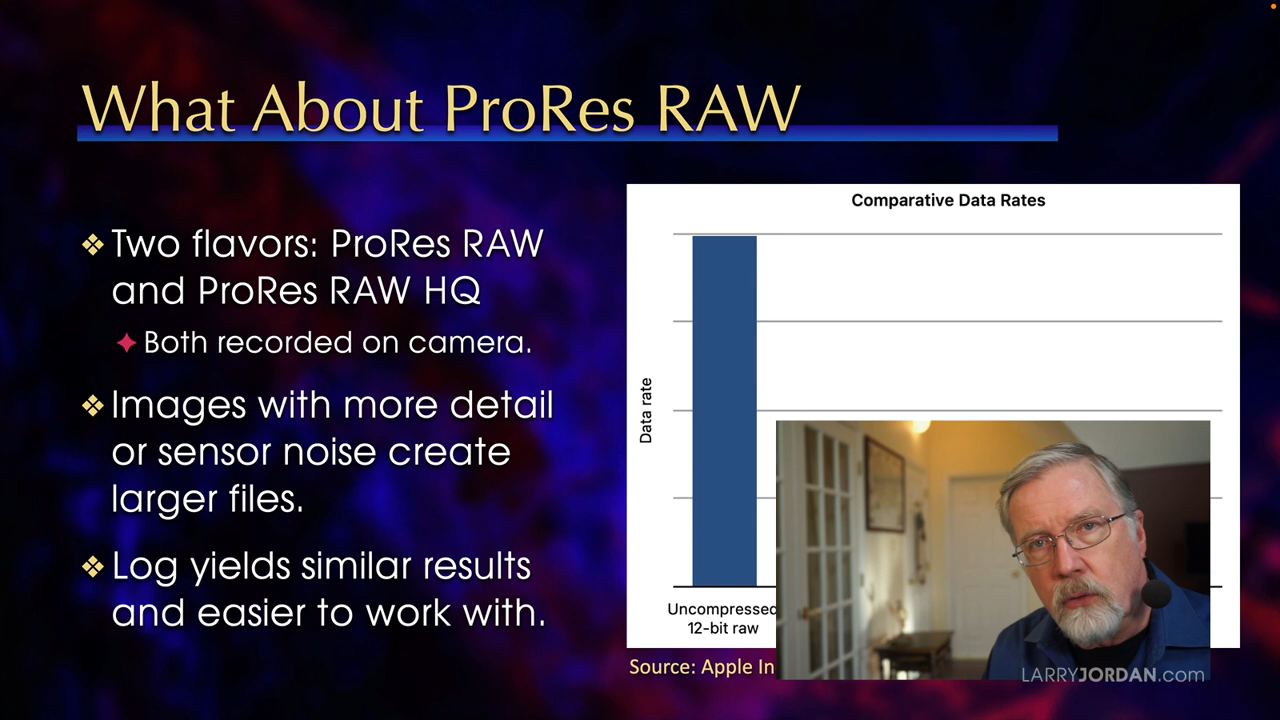 What About ProRes RAW
Two flavors: ProRes RAW
and ProRes RAW HQ
Both recorded on camera.
Images with more detail
or sensor noise create
larger files.
Log yields similar results
and easier to work with.
Comparative Data Rates
Data rate
Uncompressed
12-bit raw
Source: Apple In
LARRYJORDAN.com